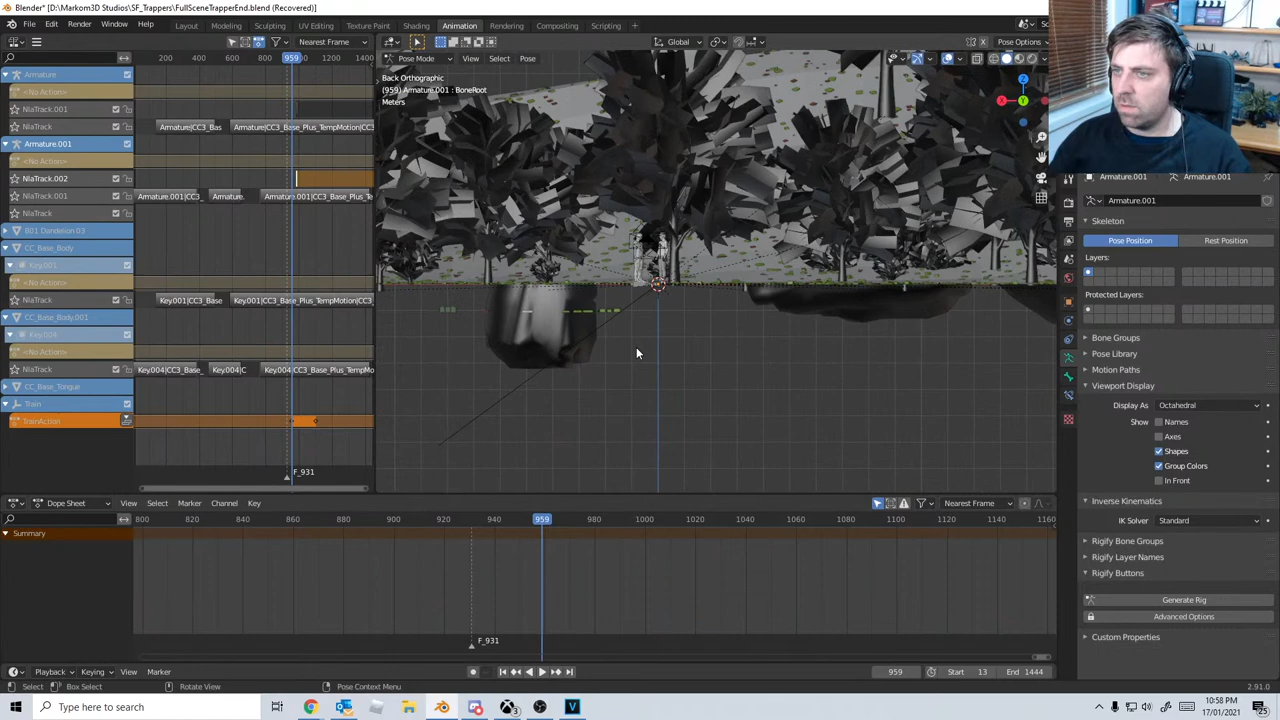 Blender* [D:\Markom3D Studios\SF_Trappers\FullSceneTrapperEnd.blend (Recovered)]
File Edit Render Window Help Layout Modeling Sculpting UV Editing Texture Paint Shading Animation Rendering Compositing Scripting
Nearest Frame Global Pose Options
200 400 600 800 959 1200 1400
Pose Mode View Select Pose
Armature
<No Action>
NlaTrack.001
NlaTrack Armature|CC3_Bas Armature|CC3_Base_Plus_TempMotion|CC3
Armature.001
<No Action>
NlaTrack.002
NlaTrack.001 Armature.001|CC3_ Armature. Armature.001|CC3_Base_Plus_Te
NlaTrack
B01 Dandelion 03
CC_Base_Body
Key.001
<No Action>
NlaTrack Key.001|CC3_Base Key.001|CC3_Base_Plus_TempMotion|CC3
CC_Base_Body.001
Key.004
<No Action>
NlaTrack Key.004|CC3_Base_ Key.004|C Key.004|CC3_Base_Plus_TempMo
CC_Base_Tongue
Train
TrainAction
F_931
Back Orthographic
(959) Armature.001 : BoneRoot
Meters
X
Y
Z
Armature.001 Armature.001
Armature.001
Skeleton
Pose Position Rest Position
Layers:
Protected Layers:
Bone Groups
Pose Library
Motion Paths
Viewport Display
Display As Octahedral
Show Names
Axes
Shapes
Group Colors
In Front
Inverse Kinematics
IK Solver Standard
Rigify Bone Groups
Rigify Layer Names
Rigify Buttons
Generate Rig
Advanced Options
Custom Properties
Dope Sheet View Select Marker Channel Key Nearest Frame
800 820 840 860 880 900 920 940 959 980 1000 1020 1040 1060 1080 1100 1120 1140 1160
Summary
F_931
Playback Keying View Marker 959 Start 13 End 1444
Select Box Select Rotate View Pose Context Menu 2.91.0
Type here to search 10:58 PM
17/01/2021